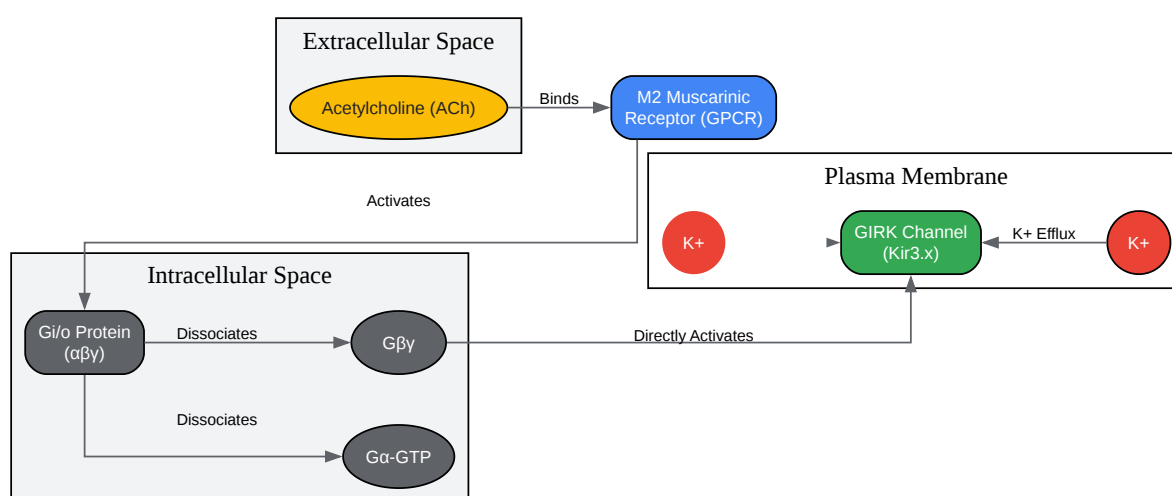 Extracellular Space
Acetylcholine (ACh)
Binds
M2 Muscarinic
Receptor (GPCR)
Plasma Membrane
Activates
K+
GIRK Channel
(Kir3.x)
K+ Efflux
K+
Intracellular Space
Gi/o Protein
(αβγ)
Dissociates
Gβγ
Directly Activates
Dissociates
Gα-GTP